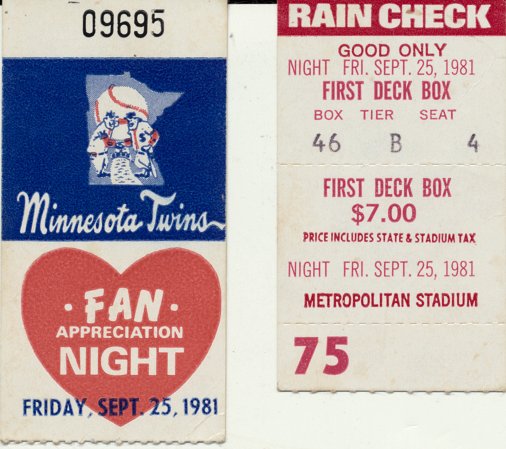 09695
Minnesota Twins
FAN
APPRECIATION
NIGHT
FRIDAY, SEPT. 25, 1981
RAIN CHECK
GOOD ONLY
NIGHT FRI. SEPT. 25, 1981
FIRST DECK BOX
BOX TIER SEAT
46 B 4
FIRST DECK BOX
$7.00
PRICE INCLUDES STATE & STADIUM TAX
NIGHT FRI. SEPT. 25, 1981
METROPOLITAN STADIUM
75